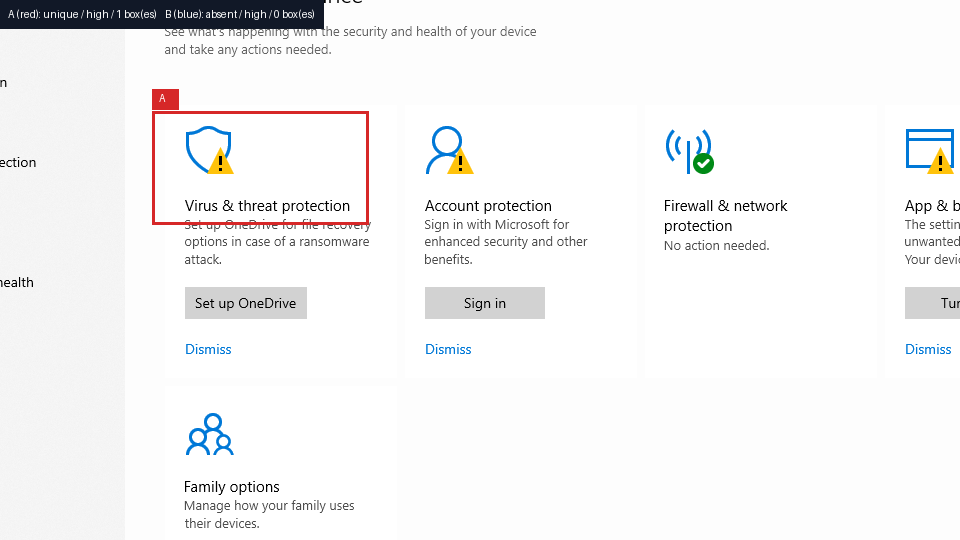 A (red): unique / high / 1 box(es) B (blue): absent / high / 0 box(es)
See what's happening with the security and health of your device
and take any actions needed.
ection
health
A
Virus & threat protection
Set up OneDrive for file recovery
options in case of a ransomware
attack.
Set up OneDrive
Dismiss
Account protection
Sign in with Microsoft for
enhanced security and other
benefits.
Sign in
Dismiss
Firewall & network
protection
No action needed.
App & b
The settin
unwanted
Your devic
Tur
Dismiss
Family options
Manage how your family uses
their devices.